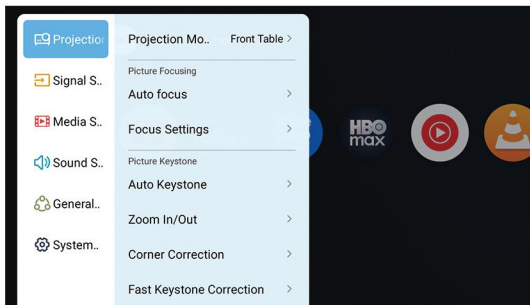 Projection
Signal S..
Media S..
Sound S..
General..
System..
Projection Mo.. Front Table
Picture Focusing
Auto focus
Focus Settings
Picture Keystone
Auto Keystone
Zoom In/Out
Corner Correction
Fast Keystone Correction
HBO
max